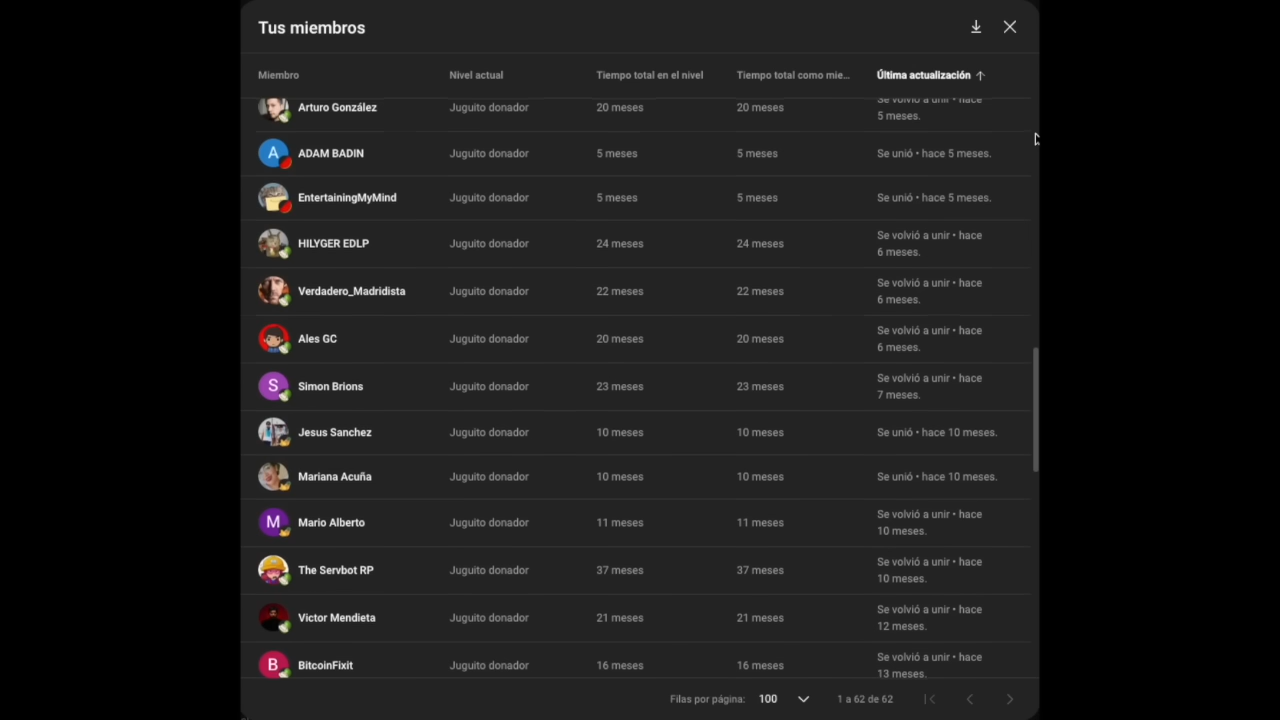 Tus miembros
Miembro Nivel actual Tiempo total en el nivel Tiempo total como mie... Última actualización
Arturo González Juguito donador 20 meses 20 meses Se volvió a unir • hace
5 meses.
A ADAM BADIN Juguito donador 5 meses 5 meses Se unió • hace 5 meses.
EntertainingMyMind Juguito donador 5 meses 5 meses Se unió • hace 5 meses.
HILYGER EDLP Juguito donador 24 meses 24 meses Se volvió a unir • hace
6 meses.
Verdadero_Madridista Juguito donador 22 meses 22 meses Se volvió a unir • hace
6 meses.
Ales GC Juguito donador 20 meses 20 meses Se volvió a unir • hace
6 meses.
S Simon Brions Juguito donador 23 meses 23 meses Se volvió a unir • hace
7 meses.
Jesus Sanchez Juguito donador 10 meses 10 meses Se unió • hace 10 meses.
Mariana Acuña Juguito donador 10 meses 10 meses Se unió • hace 10 meses.
M Mario Alberto Juguito donador 11 meses 11 meses Se volvió a unir • hace
10 meses.
The Servbot RP Juguito donador 37 meses 37 meses Se volvió a unir • hace
10 meses.
Victor Mendieta Juguito donador 21 meses 21 meses Se volvió a unir • hace
12 meses.
B BitcoinFixit Juguito donador 16 meses 16 meses Se volvió a unir • hace
13 meses.
Filas por página: 100 1 a 62 de 62